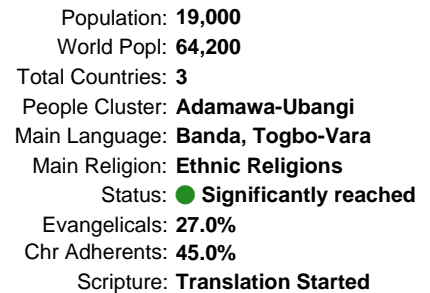 Population: 19,000
World Popl: 64,200
Total Countries: 3
People Cluster: Adamawa-Ubangi
Main Language: Banda, Togbo-Vara
Main Religion: Ethnic Religions
Status: Significantly reached
Evangelicals: 27.0%
Chr Adherents: 45.0%
Scripture: Translation Started